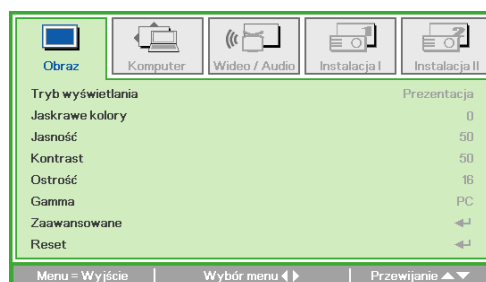 Obraz Komputer Wideo / Audio Instalacja I Instalacja II
Tryb wyświetlania Prezentacja
Jaskrawe kolory 0
Jasność 50
Kontrast 50
Ostrość 16
Gamma PC
Zaawansowane
Reset
Menu = Wyjście Wybór menu Przewijanie